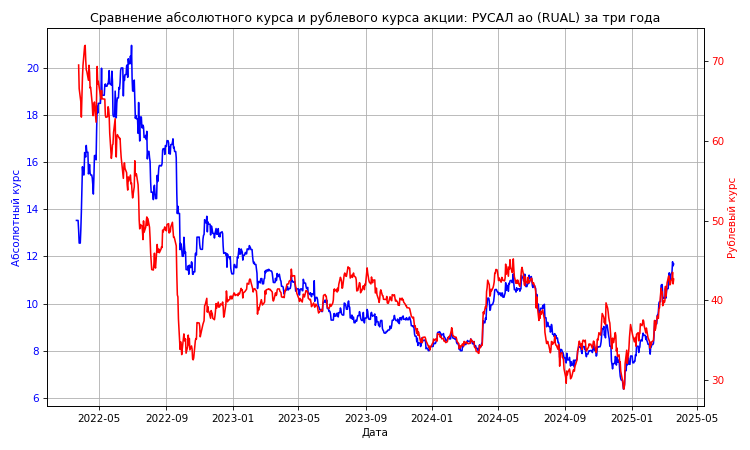 Сравнение абсолютного курса и рублевого курса акции: РУСАЛ ао (RUAL) за три года
Абсолютный курс
20
18
16
14
12
10
8
6
70
60
50
40
30
Рублевый курс
2022-05 2022-09 2023-01 2023-05 2023-09 2024-01 2024-05 2024-09 2025-01 2025-05
Дата